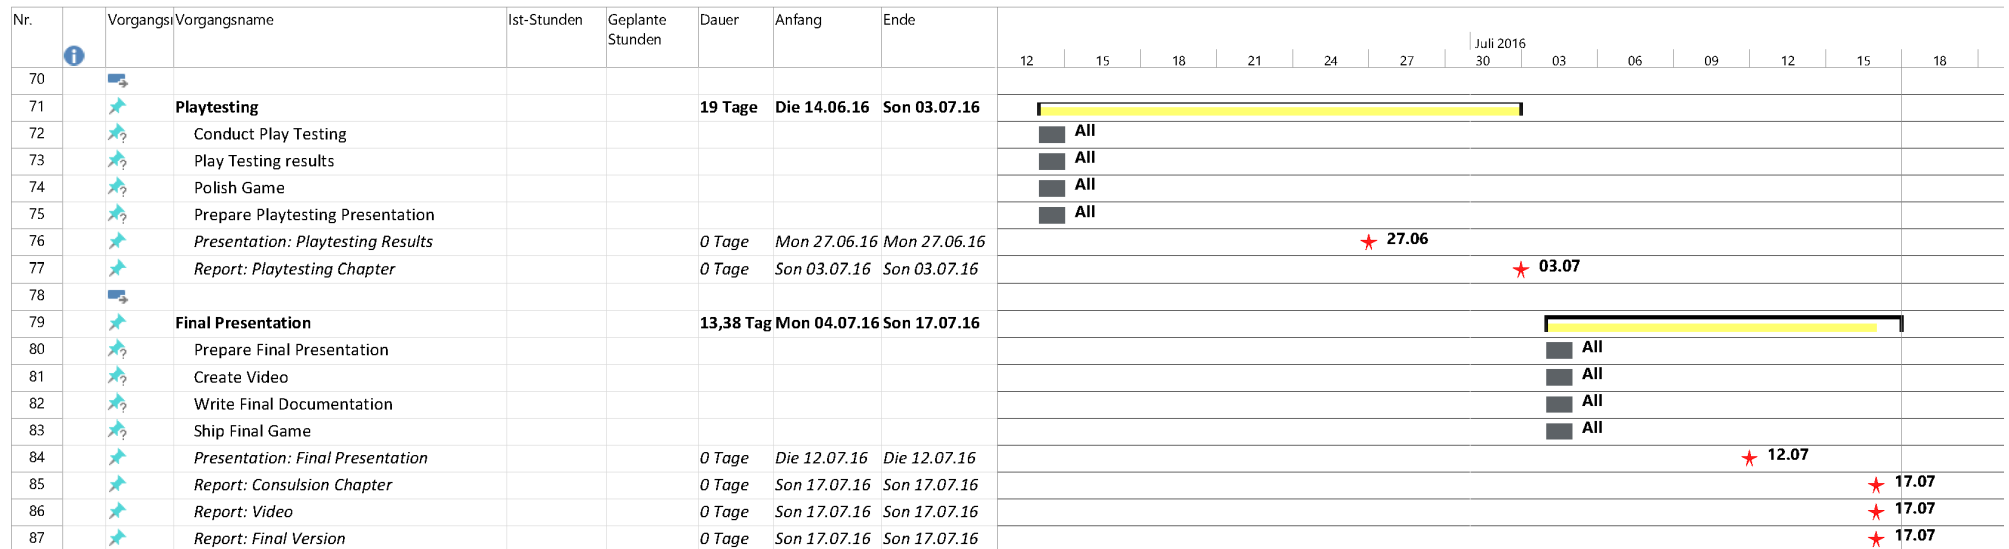 Nr. Vorgangsı Vorgangsname Ist-Stunden Geplante Stunden Dauer Anfang Ende
Juli 2016
12 15 18 21 24 27 30 03 06 09 12 15 18
70
71 Playtesting 19 Tage Die 14.06.16 Son 03.07.16
72 Conduct Play Testing All
73 Play Testing results All
74 Polish Game All
75 Prepare Playtesting Presentation All
76 Presentation: Playtesting Results 0 Tage Mon 27.06.16 Mon 27.06.16 27.06
77 Report: Playtesting Chapter 0 Tage Son 03.07.16 Son 03.07.16 03.07
78
79 Final Presentation 13,38 Tag Mon 04.07.16 Son 17.07.16
80 Prepare Final Presentation All
81 Create Video All
82 Write Final Documentation All
83 Ship Final Game All
84 Presentation: Final Presentation 0 Tage Die 12.07.16 Die 12.07.16 12.07
85 Report: Consulsion Chapter 0 Tage Son 17.07.16 Son 17.07.16 17.07
86 Report: Video 0 Tage Son 17.07.16 Son 17.07.16 17.07
87 Report: Final Version 0 Tage Son 17.07.16 Son 17.07.16 17.07